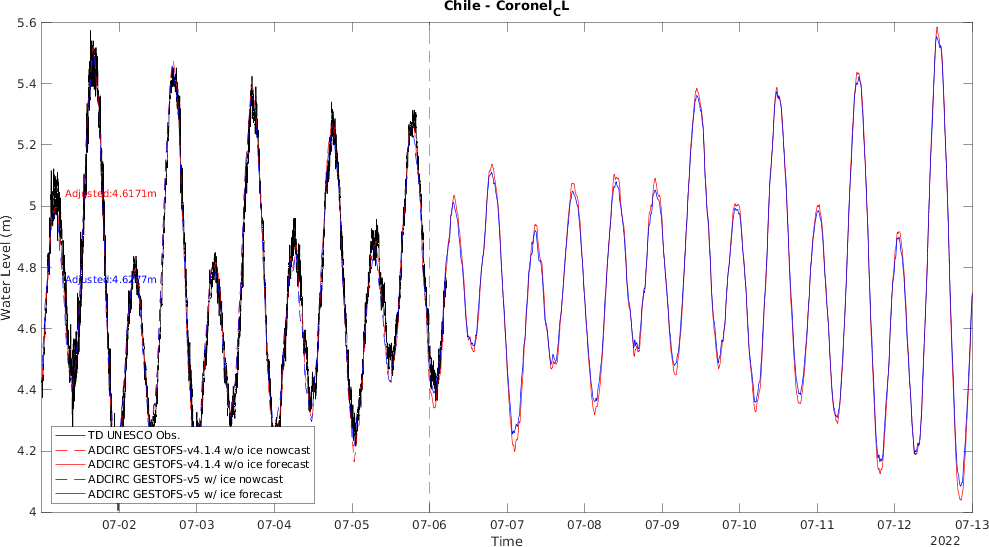 Chile - Coronel_CL
5.6
5.4
5.2
5
4.8
4.6
4.4
4.2
4
Water Level (m)
Adjusted:4.6171m
Adjusted:4.6277m
TD UNESCO Obs.
ADCIRC GESTOFS-v4.1.4 w/o ice nowcast
ADCIRC GESTOFS-v4.1.4 w/o ice forecast
ADCIRC GESTOFS-v5 w/ ice nowcast
ADCIRC GESTOFS-v5 w/ ice forecast
07-02 07-03 07-04 07-05 07-06 07-07 07-08 07-09 07-10 07-11 07-12 07-13
Time
2022